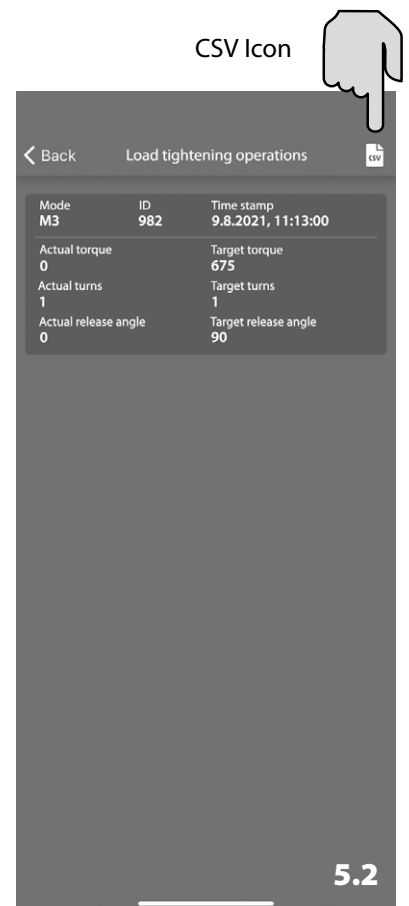 CSV Icon
Back Load tightening operations CSV
Mode ID Time stamp
M3 982 9.8.2021, 11:13:00
Actual torque Target torque
0 675
Actual turns Target turns
1 1
Actual release angle Target release angle
0 90
5.2